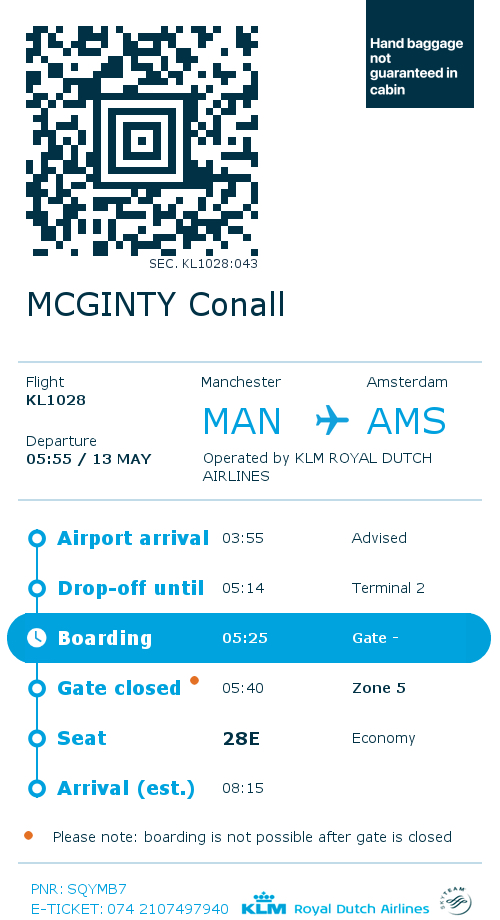 Hand baggage
not
guaranteed in
cabin
SEC. KL1028:043
MCGINTY Conall
Flight
KL1028
Manchester
Amsterdam
MAN AMS
Departure
05:55 / 13 MAY
Operated by KLM ROYAL DUTCH
AIRLINES
Airport arrival 03:55 Advised
Drop-off until 05:14 Terminal 2
Boarding 05:25 Gate -
Gate closed 05:40 Zone 5
Seat 28E Economy
Arrival (est.) 08:15
Please note: boarding is not possible after gate is closed
PNR: SQYMB7
E-TICKET: 074 2107497940
KLM Royal Dutch Airlines
SKYTEAM